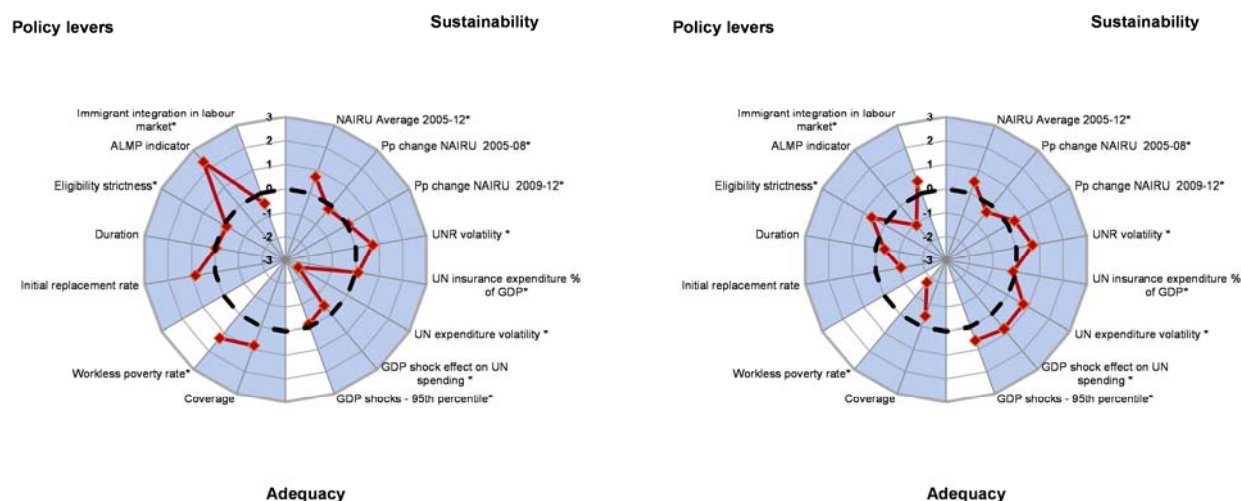 Policy levers
Sustainability
Immigrant integration in labour
market*
ALMP indicator
Eligibility strictness*
Duration
Initial replacement rate
Workless poverty rate*
Coverage
3
2
1
0
-1
-2
-3
NAIRU Average 2005-12*
Pp change NAIRU 2005-08*
Pp change NAIRU 2009-12*
UNR volatility *
UN insurance expenditure %
of GDP*
UN expenditure volatility *
GDP shock effect on UN
spending *
GDP shocks - 95th percentile*
Adequacy
Policy levers
Sustainability
Immigrant integration in labour
market*
ALMP indicator
Eligibility strictness*
Duration
Initial replacement rate
Workless poverty rate*
Coverage
3
2
1
0
-1
-2
-3
NAIRU Average 2005-12*
Pp change NAIRU 2005-08*
Pp change NAIRU 2009-12*
UNR volatility *
UN insurance expenditure %
of GDP*
UN expenditure volatility *
GDP shock effect on UN
spending *
GDP shocks - 95th percentile*
Adequacy